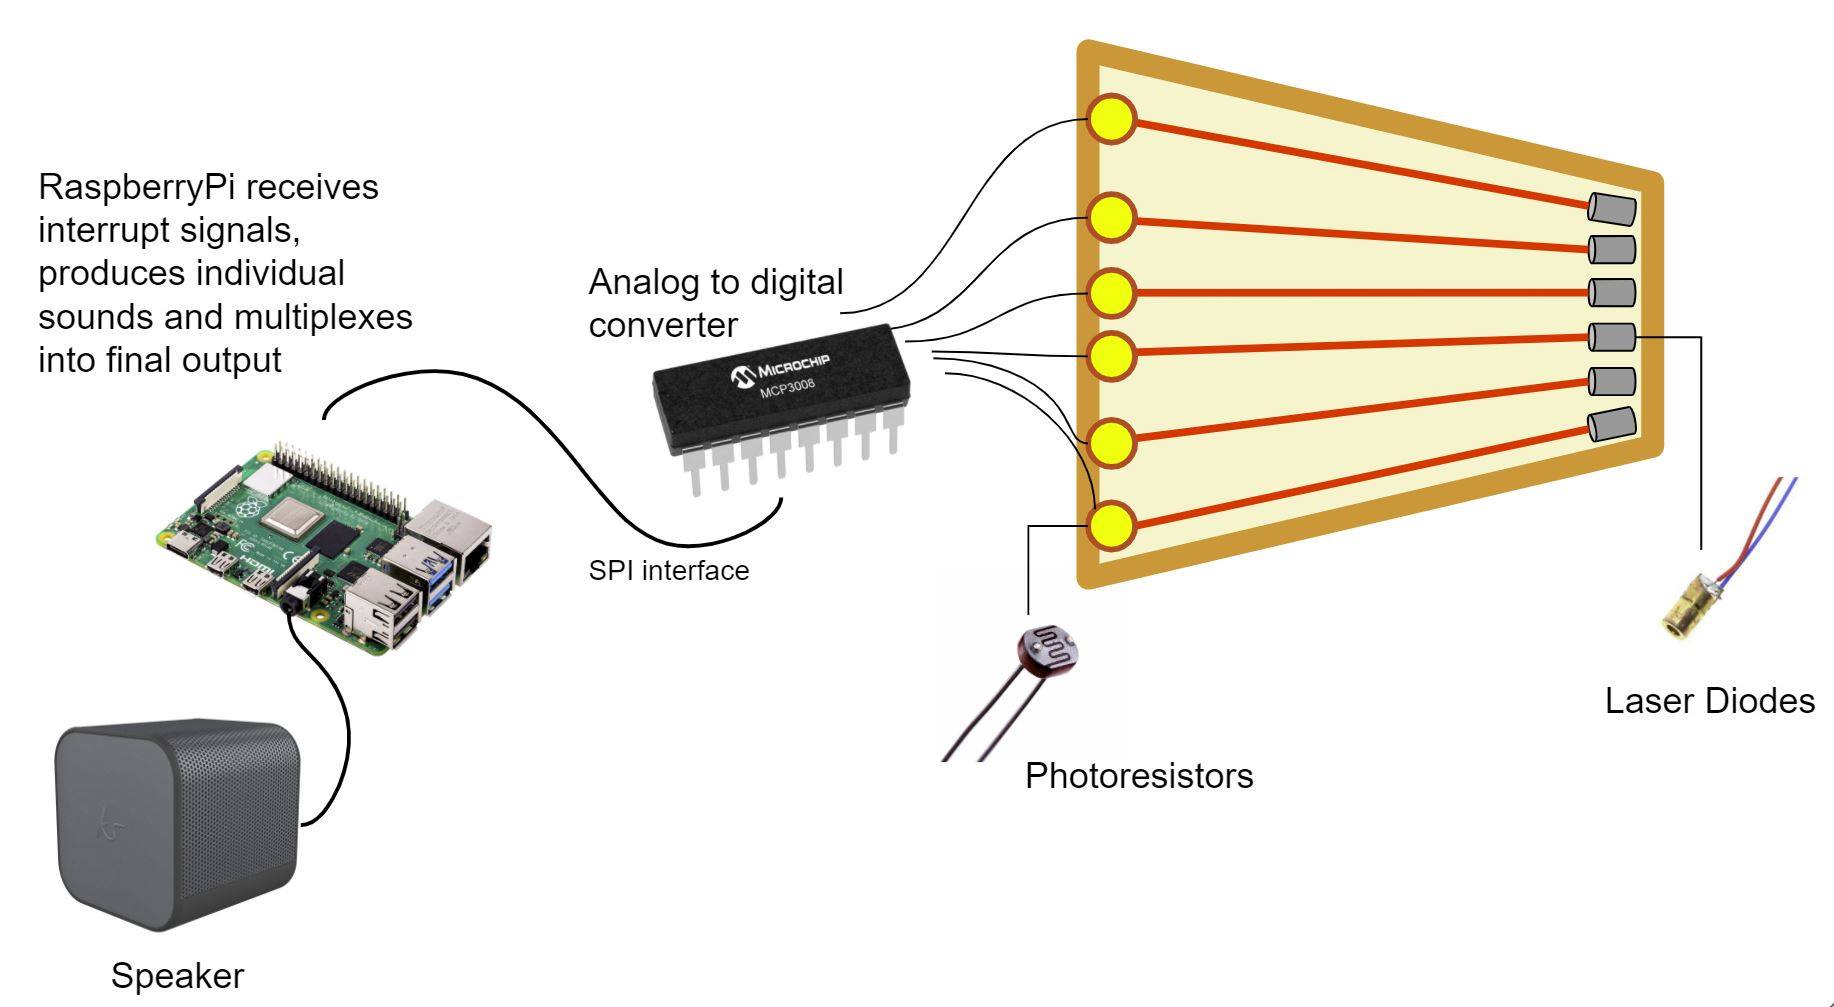 RaspberryPi receives
interrupt signals,
produces individual
sounds and multiplexes
into final output
Analog to digital
converter
MICROCHIP
MCP3008
SPI interface
HDMI
Photoresistors
Laser Diodes
Speaker